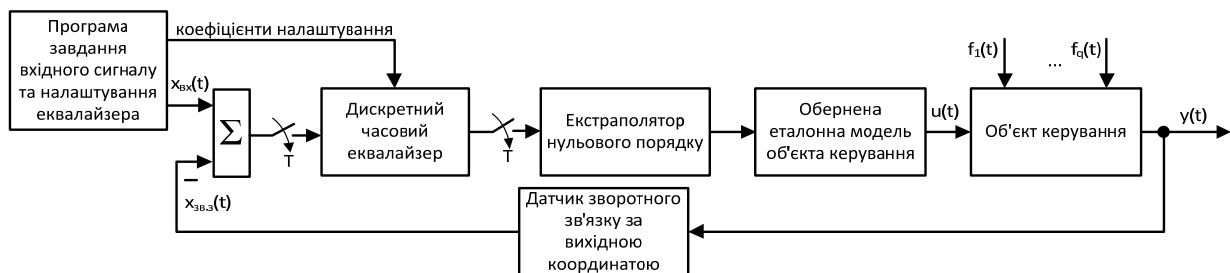 Програма
завдання
вхідного сигналу
та налаштування
еквалайзера
коефіцієнти налаштування
xвх(t)
Σ
T
Дискретний
часовий
еквалайзер
T
Екстраполятор
нульового порядку
Обернена
еталонна модель
об'єкта керування
u(t)
f1(t)
...
fq(t)
Об'єкт керування
y(t)
–
xзв.з(t)
Датчик зворотного
зв'язку за
вихідною
координатою